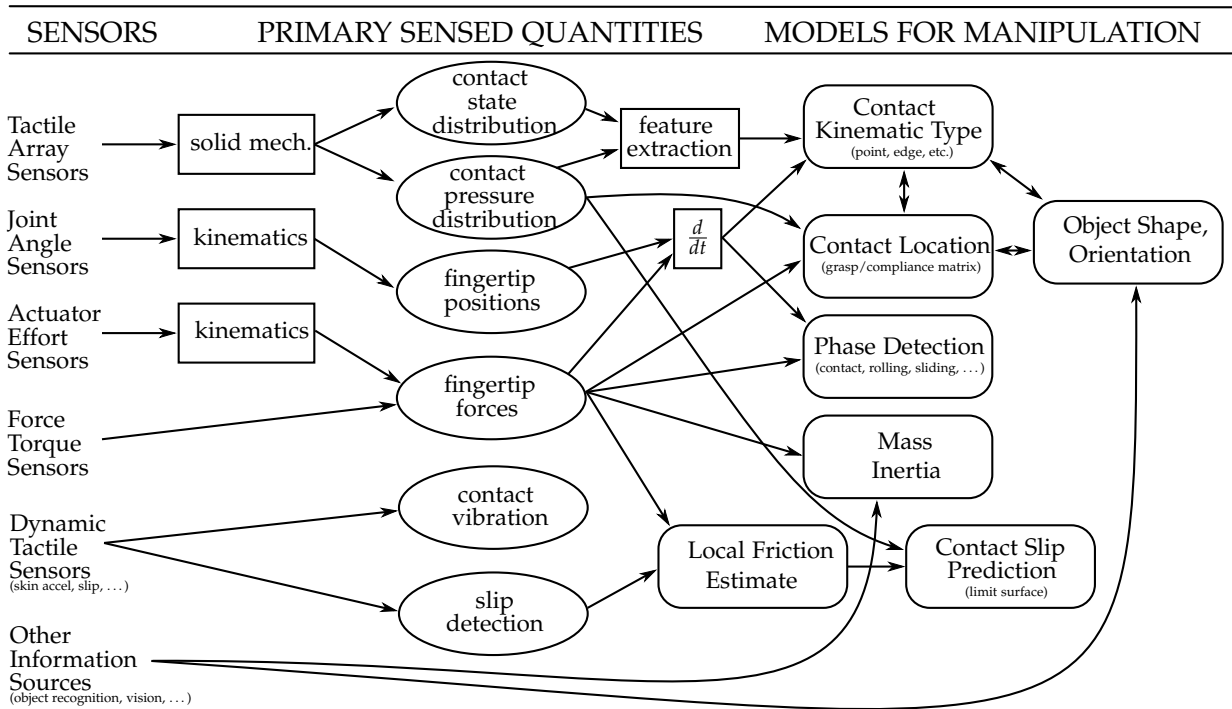 SENSORS
PRIMARY SENSED QUANTITIES
MODELS FOR MANIPULATION
Tactile
Array
Sensors
Joint
Angle
Sensors
Actuator
Effort
Sensors
Force
Torque
Sensors
Dynamic
Tactile
Sensors
(skin accel, slip, . . . )
Other
Information
Sources
(object recognition, vision, . . . )
solid mech.
kinematics
kinematics
contact
state
distribution
contact
pressure
distribution
fingertip
positions
fingertip
forces
contact
vibration
slip
detection
feature
extraction
d
dt
Local Friction
Estimate
Contact
Kinematic Type
(point, edge, etc.)
Contact Location
(grasp/compliance matrix)
Phase Detection
(contact, rolling, sliding, . . . )
Mass
Inertia
Contact Slip
Prediction
(limit surface)
Object Shape,
Orientation